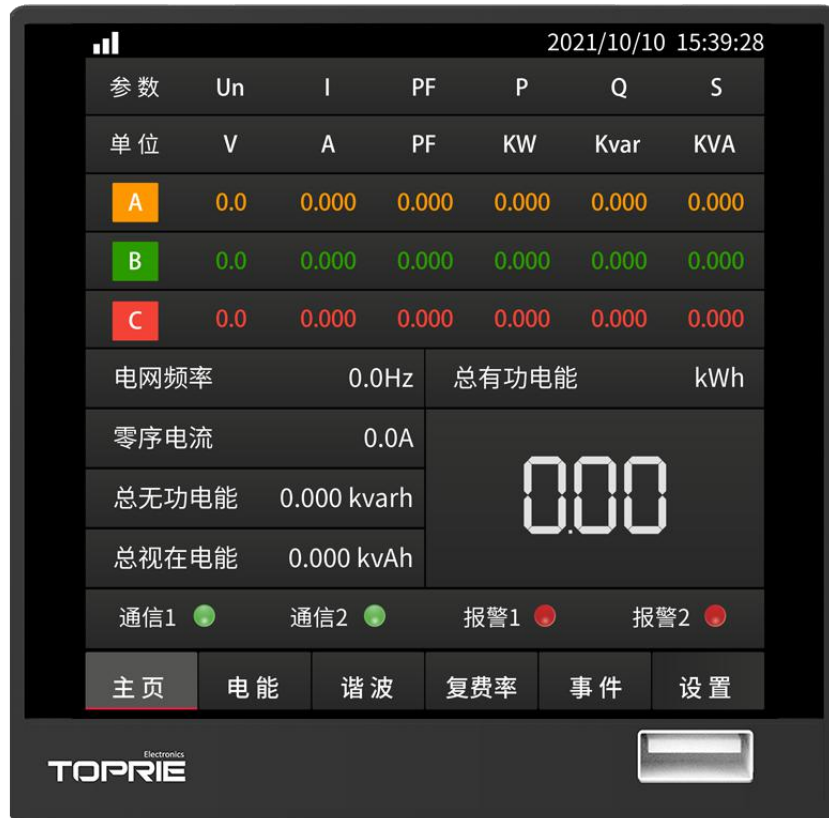 2021/10/10 15:39:28
参数 Un I PF P Q S
单位 V A PF KW Kvar KVA
A 0.0 0.000 0.000 0.000 0.000 0.000
B 0.0 0.000 0.000 0.000 0.000 0.000
C 0.0 0.000 0.000 0.000 0.000 0.000
电网频率 0.0Hz 总有功电能 kWh
零序电流 0.0A
总无功电能 0.000 kvarh
0.00
总视在电能 0.000 kvAh
通信1 通信2 报警1 报警2
主页 电能 谐波 复费率 事件 设置
Electronics
TOPRIE